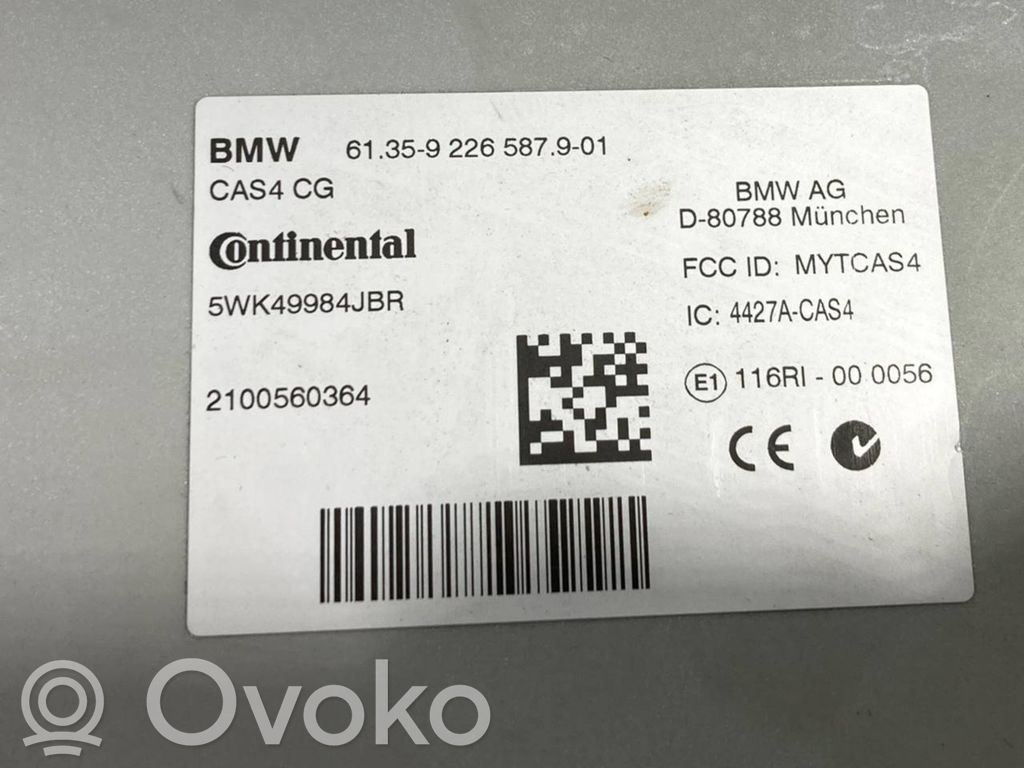 BMW 61.35-9 226 587.9-01
CAS4 CG
Continental
5WK49984JBR
2100560364
BMW AG
D-80788 München
FCC ID: MYTCAS4
IC: 4427A-CAS4
E1 116RI - 00 0056
CE
Ovoko